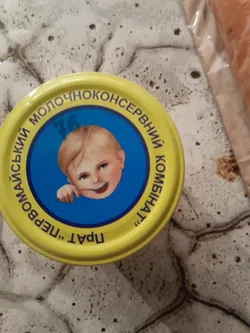 ПрАТ "ПЕРВОМАЙСЬКИЙ МОЛОЧНОКОНСЕРВНИЙ КОМБІНАТ"